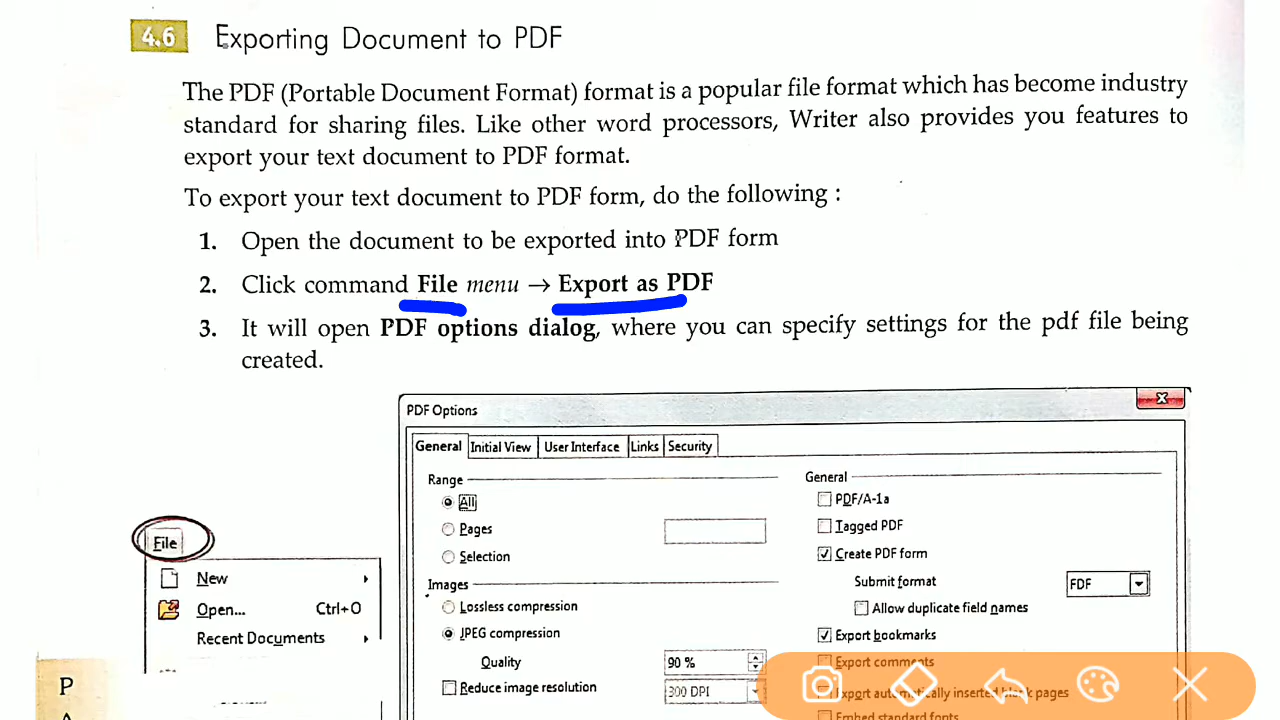 4.6 Exporting Document to PDF
The PDF (Portable Document Format) format is a popular file format which has become industry
standard for sharing files. Like other word processors, Writer also provides you features to
export your text document to PDF format.
To export your text document to PDF form, do the following :
1. Open the document to be exported into PDF form
2. Click command File menu → Export as PDF
3. It will open PDF options dialog, where you can specify settings for the pdf file being
created.
PDF Options
X
General Initial View User Interface Links Security
Range
All
Pages
Selection
Images
Lossless compression
JPEG compression
Quality 90 %
Reduce image resolution 300 DPI
General
PDF/A-1a
Tagged PDF
Create PDF form
Submit format FDF
Allow duplicate field names
Export bookmarks
Export comments
Export automatically inserted blank pages
Embed standard fonts
File
New
Open... Ctrl+O
Recent Documents
P